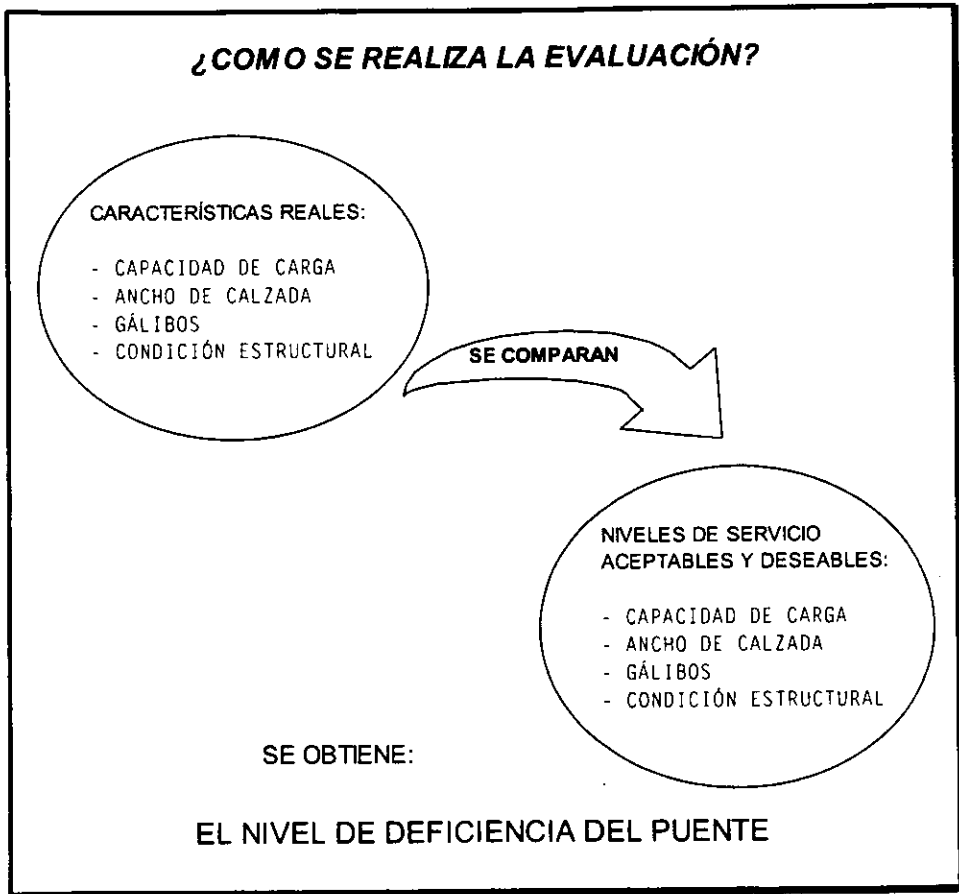 ¿COMO SE REALIZA LA EVALUACIÓN?
CARACTERÍSTICAS REALES:
- CAPACIDAD DE CARGA
- ANCHO DE CALZADA
- GÁLIBOS
- CONDICIÓN ESTRUCTURAL
SE COMPARAN
NIVELES DE SERVICIO
ACEPTABLES Y DESEABLES:
- CAPACIDAD DE CARGA
- ANCHO DE CALZADA
- GÁLIBOS
- CONDICIÓN ESTRUCTURAL
SE OBTIENE:
EL NIVEL DE DEFICIENCIA DEL PUENTE